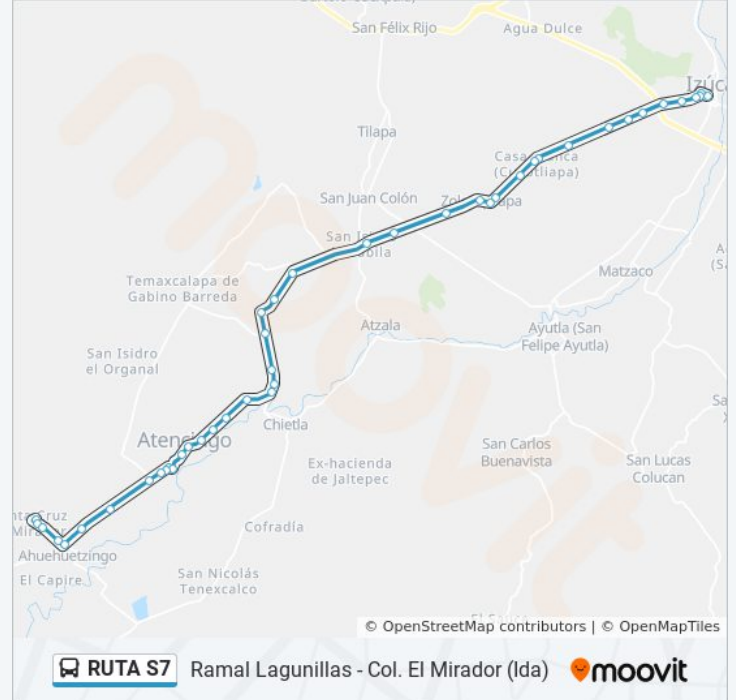 San Félix Rijo
Agua Dulce
Tilapa
San Juan Colón
Temaxcalapa de
Gabino Barreda
Matzaco
Atzala
Ayutla (San
Felipe Ayutla)
San Isidro
el Organal
Chietla
Atencingo
Ex-hacienda
de Jaltepec
San Carlos
Buenavista
San Lucas
Colucan
Cofradía
Ahuehuetzingo
El Capire
San Nicolás
Tenexcalco
moovit
© OpenStreetMap contributors | © OpenMapTiles
RUTA S7
Ramal Lagunillas - Col. El Mirador (Ida)
moovit